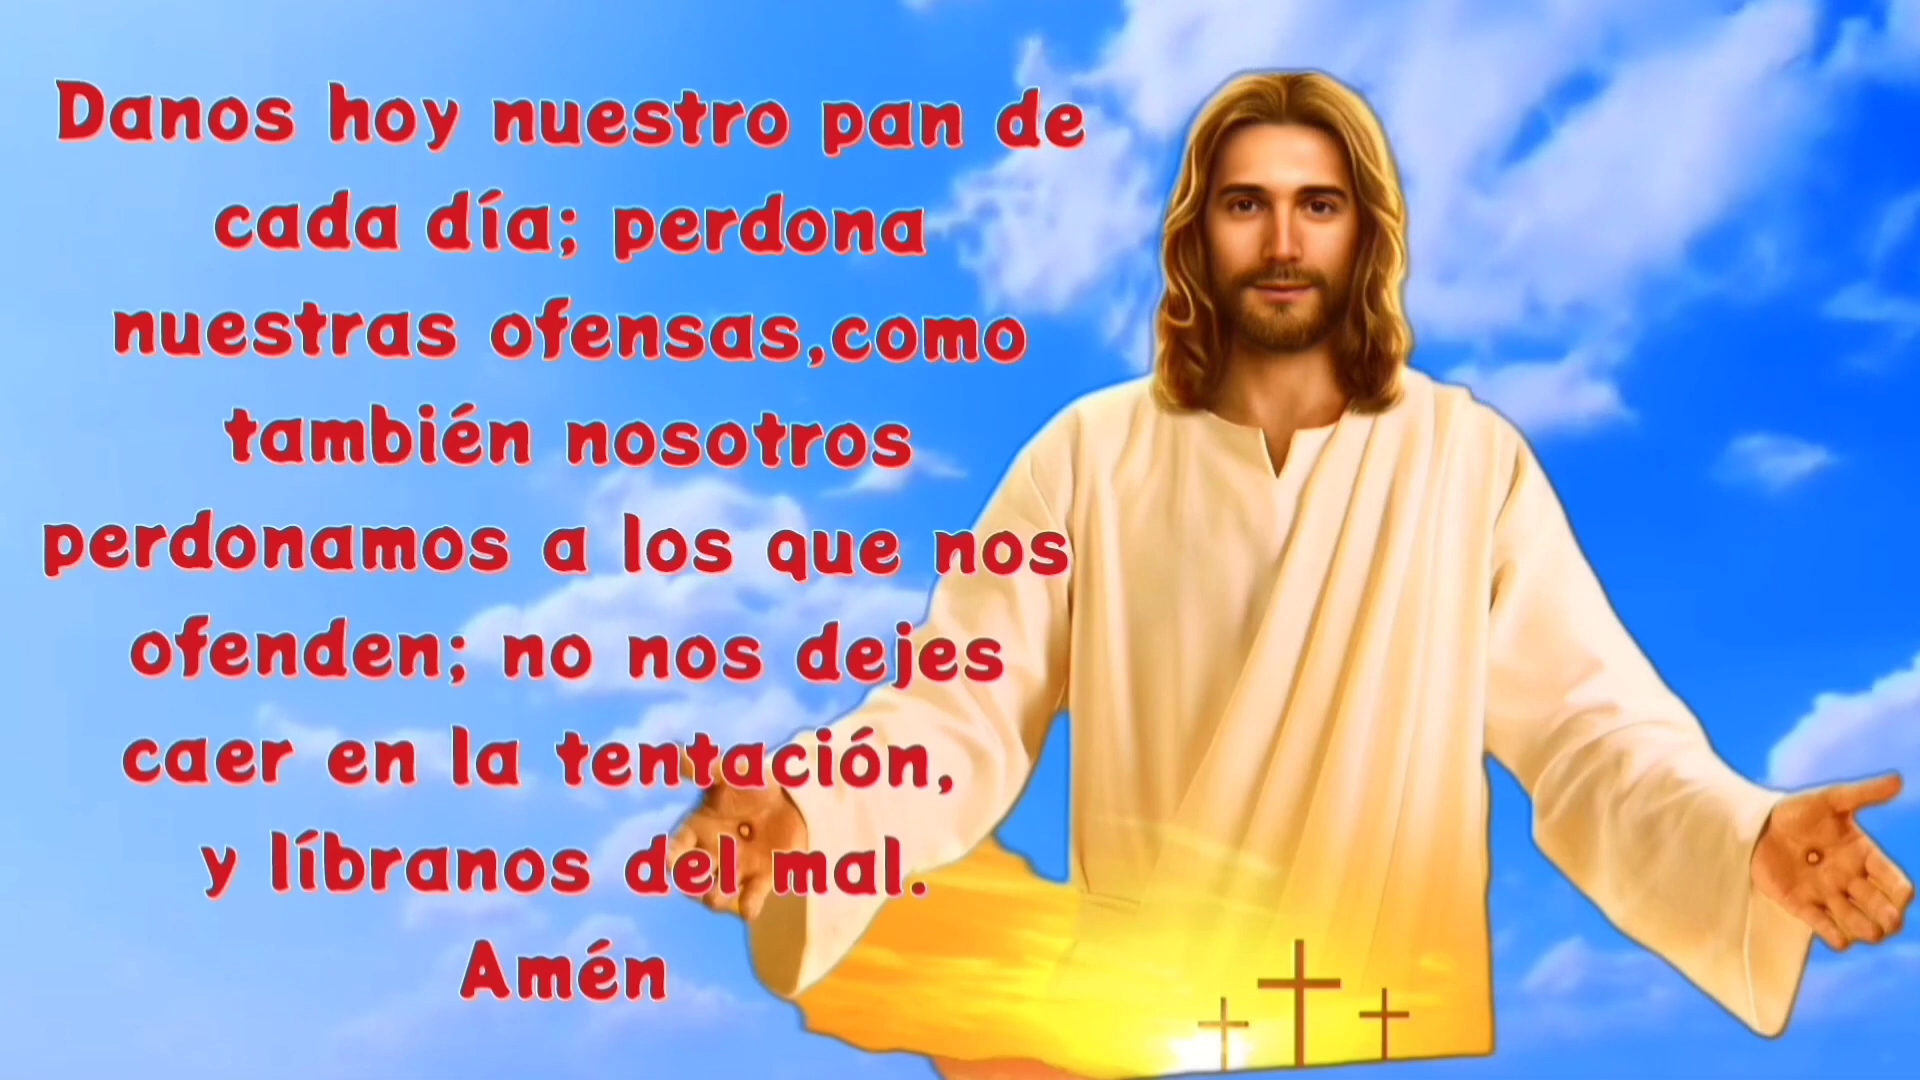 Danos hoy nuestro pan de
cada día; perdona
nuestras ofensas,como
también nosotros
perdonamos a los que nos
ofenden; no nos dejes
caer en la tentación,
y líbranos del mal.
Amén